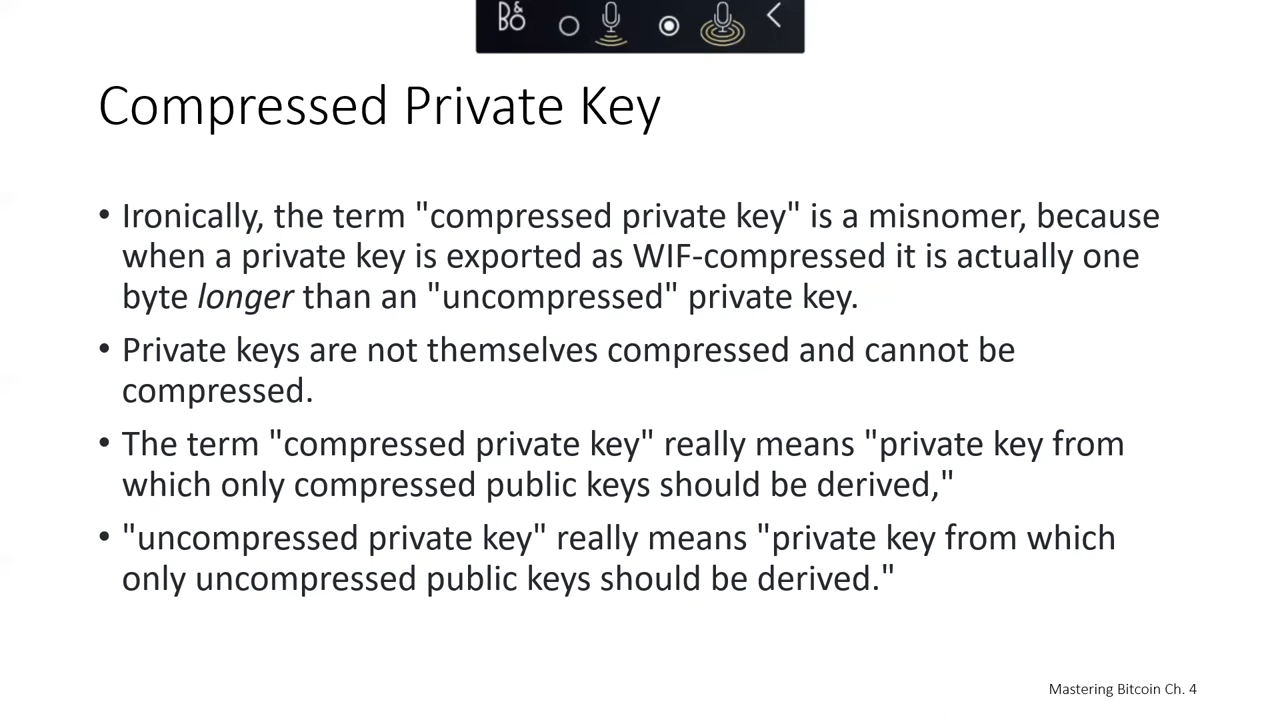 B&O
Compressed Private Key
• Ironically, the term "compressed private key" is a misnomer, because
when a private key is exported as WIF-compressed it is actually one
byte longer than an "uncompressed" private key.
• Private keys are not themselves compressed and cannot be
compressed.
• The term "compressed private key" really means "private key from
which only compressed public keys should be derived,"
• "uncompressed private key" really means "private key from which
only uncompressed public keys should be derived."
Mastering Bitcoin Ch. 4